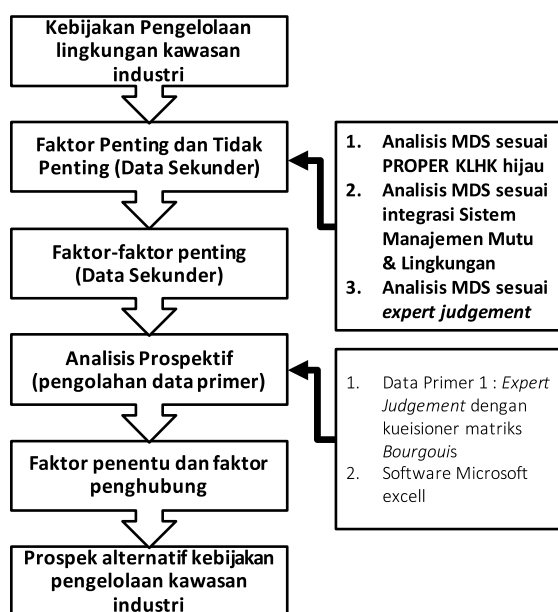 Kebijakan Pengelolaan
lingkungan kawasan
industri
Faktor Penting dan Tidak
Penting (Data Sekunder)
1. Analisis MDS sesuai
PROPER KLHK hijau
2. Analisis MDS sesuai
integrasi Sistem
Manajemen Mutu
& Lingkungan
3. Analisis MDS sesuai
expert judgement
Faktor-faktor penting
(Data Sekunder)
Analisis Prospektif
(pengolahan data primer)
1. Data Primer 1 : Expert
Judgement dengan
kueisioner matriks
Bourgouis
2. Software Microsoft
excell
Faktor penentu dan faktor
penghubung
Prospek alternatif kebijakan
pengelolaan kawasan
industri